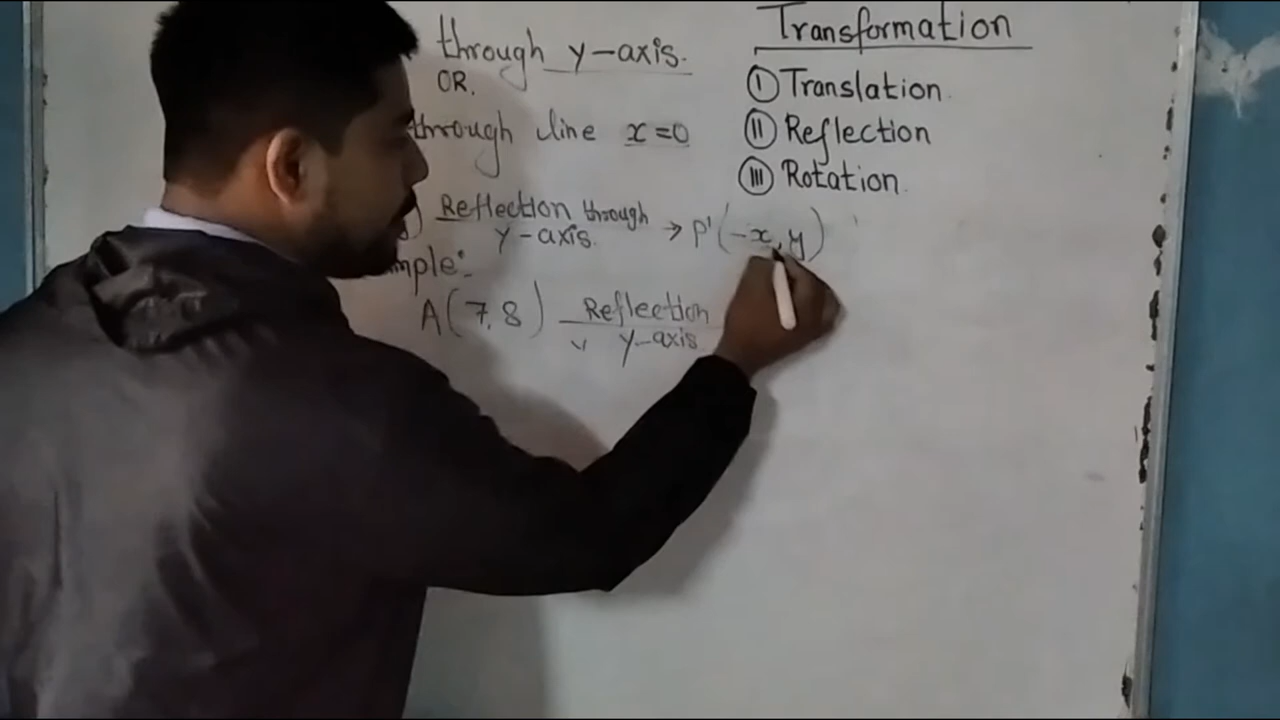 through y-axis.
OR.
through line x=0
Reflection through
y-axis. → P'(-x, y)
mple:
A(7,8) Reflection
y-axis
Transformation
I Translation.
II Reflection
III Rotation.